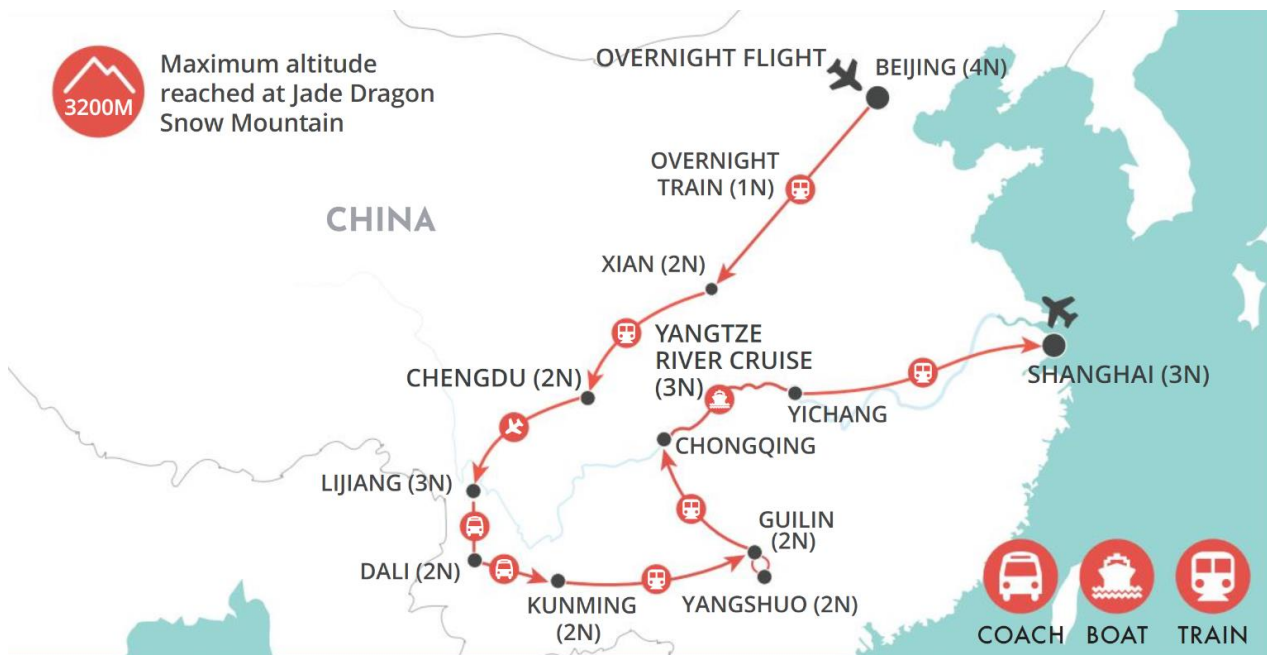 3200M
Maximum altitude
reached at Jade Dragon
Snow Mountain
OVERNIGHT FLIGHT
BEIJING (4N)
OVERNIGHT
TRAIN (1N)
CHINA
XIAN (2N)
YANGTZE
RIVER CRUISE
(3N)
CHENGDU (2N)
SHANGHAI (3N)
YICHANG
CHONGQING
LIJIANG (3N)
GUILIN
(2N)
DALI (2N)
KUNMING
(2N)
YANGSHUO (2N)
COACH
BOAT
TRAIN